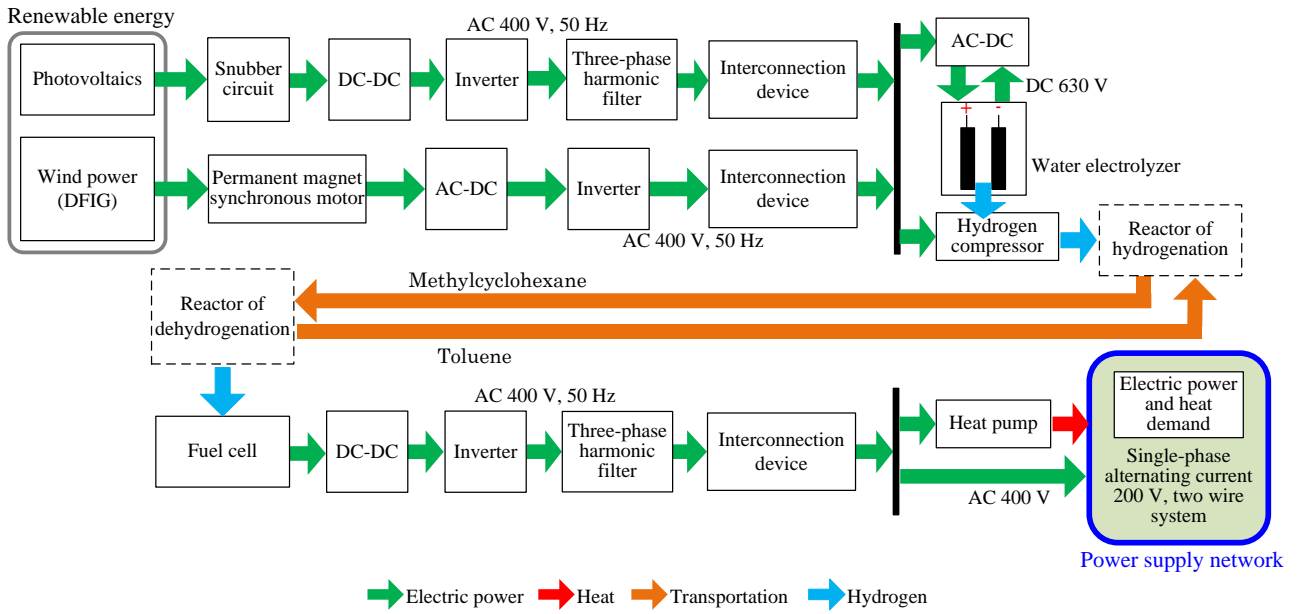 Renewable energy
AC 400 V, 50 Hz
Photovoltaics
Snubber
circuit
DC-DC
Inverter
Three-phase
harmonic
filter
Interconnection
device
AC-DC
DC 630 V
+ -
Water electrolyzer
Wind power
(DFIG)
Permanent magnet
synchronous motor
AC-DC
Inverter
Interconnection
device
AC 400 V, 50 Hz
Hydrogen
compressor
Reactor of
hydrogenation
Methylcyclohexane
Reactor of
dehydrogenation
Toluene
AC 400 V, 50 Hz
Fuel cell
DC-DC
Inverter
Three-phase
harmonic
filter
Interconnection
device
Heat pump
AC 400 V
Electric power
and heat
demand
Single-phase
alternating current
200 V, two wire
system
Power supply network
Electric power
Heat
Transportation
Hydrogen